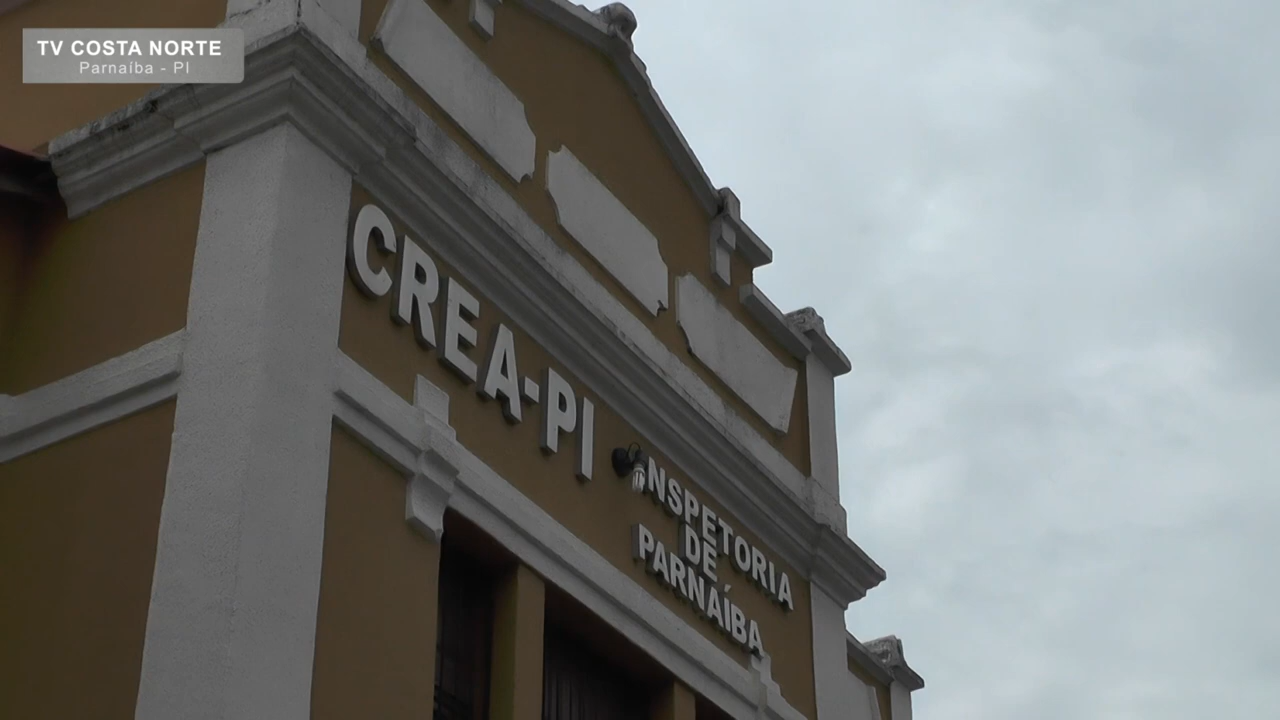 TV COSTA NORTE
Parnaíba - PI
CREA-PI
INSPETORIA
DE
PARNAÍBA